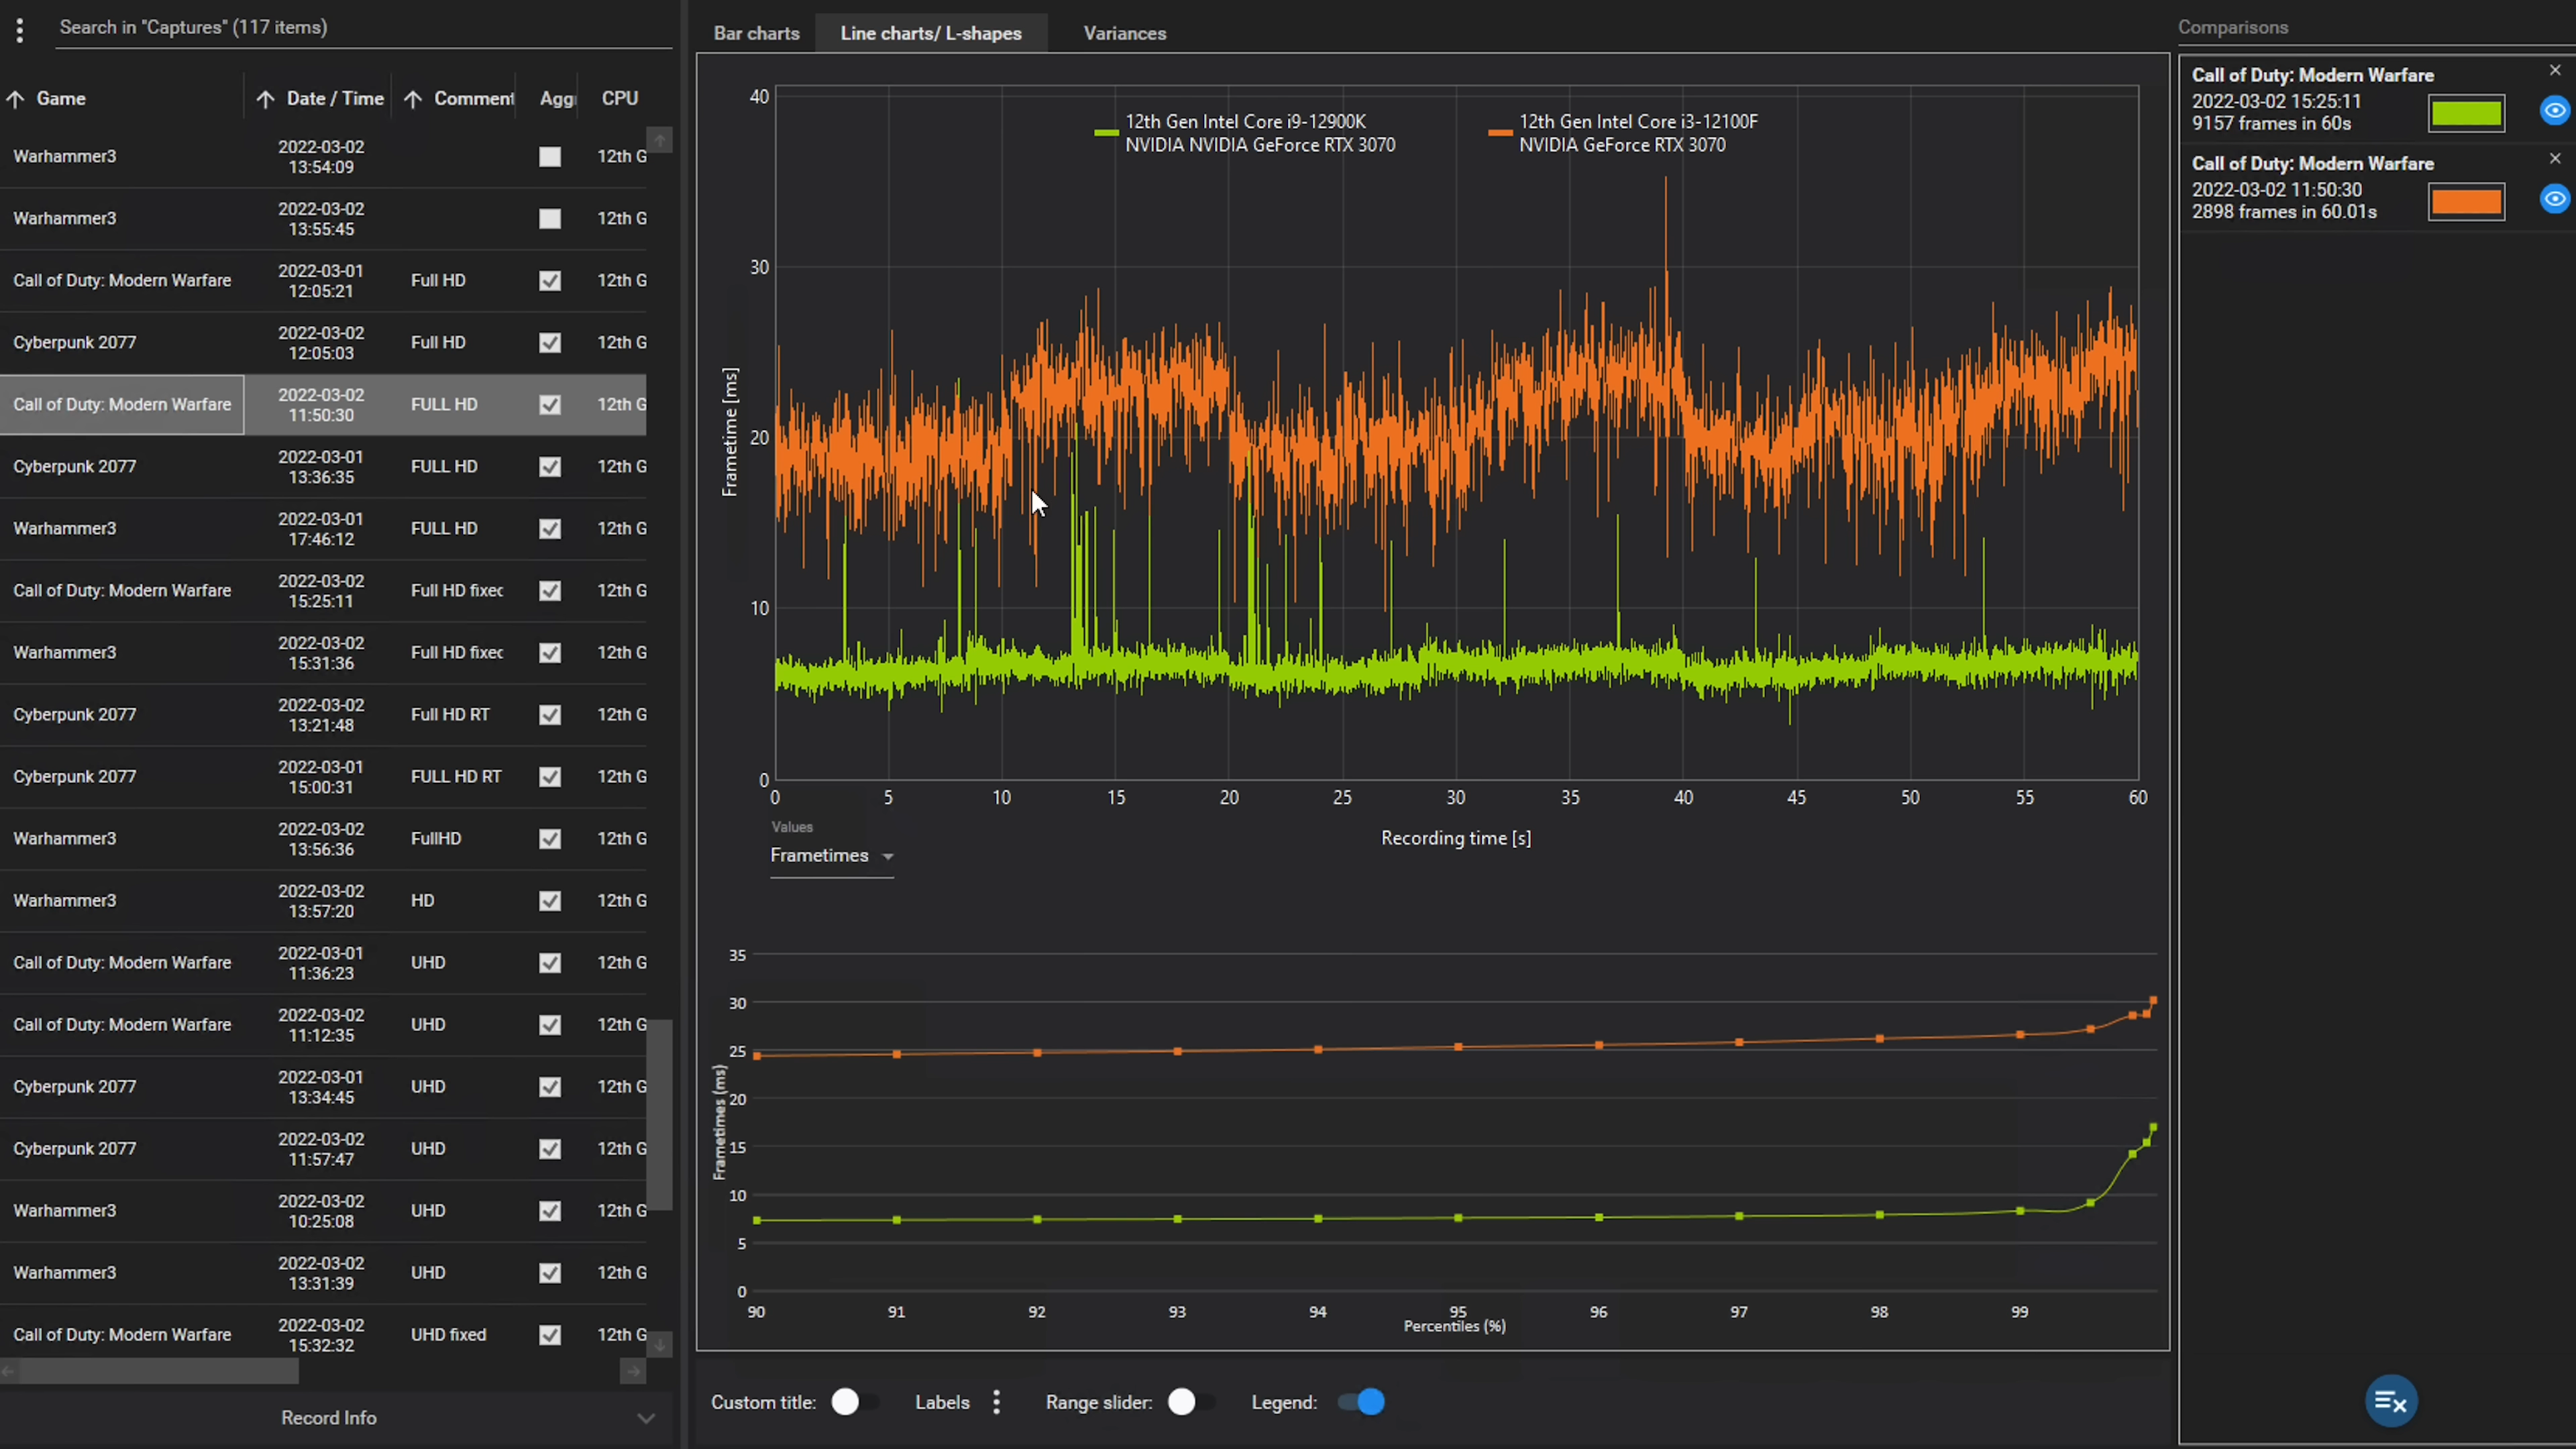 Search in "Captures" (117 items)
Game
Date / Time
Comment
Aggr
CPU
Warhammer3
2022-03-02
13:54:09
12th G
Warhammer3
2022-03-02
13:55:45
12th G
Call of Duty: Modern Warfare
2022-03-01
12:05:21
Full HD
12th G
Cyberpunk 2077
2022-03-02
12:05:03
Full HD
12th G
Call of Duty: Modern Warfare
2022-03-02
11:50:30
FULL HD
12th G
Cyberpunk 2077
2022-03-01
13:36:35
FULL HD
12th G
Warhammer3
2022-03-01
17:46:12
FULL HD
12th G
Call of Duty: Modern Warfare
2022-03-02
15:25:11
Full HD fixec
12th G
Warhammer3
2022-03-02
15:31:36
Full HD fixec
12th G
Cyberpunk 2077
2022-03-02
13:21:48
Full HD RT
12th G
Cyberpunk 2077
2022-03-01
15:00:31
FULL HD RT
12th G
Warhammer3
2022-03-02
13:56:36
FullHD
12th G
Warhammer3
2022-03-02
13:57:20
HD
12th G
Call of Duty: Modern Warfare
2022-03-01
11:36:23
UHD
12th G
Call of Duty: Modern Warfare
2022-03-02
11:12:35
UHD
12th G
Cyberpunk 2077
2022-03-01
13:34:45
UHD
12th G
Cyberpunk 2077
2022-03-02
11:57:47
UHD
12th G
Warhammer3
2022-03-02
10:25:08
UHD
12th G
Warhammer3
2022-03-02
13:31:39
UHD
12th G
Call of Duty: Modern Warfare
2022-03-02
15:32:32
UHD fixed
12th G
Record Info
Bar charts
Line charts/ L-shapes
Variances
12th Gen Intel Core i9-12900K
NVIDIA NVIDIA GeForce RTX 3070
12th Gen Intel Core i3-12100F
NVIDIA GeForce RTX 3070
Frametime [ms]
40
30
20
10
0
0 5 10 15 20 25 30 35 40 45 50 55 60
Recording time [s]
Values
Frametimes
Frametimes (ms)
35
30
25
20
15
10
5
0
90 91 92 93 94 95 96 97 98 99
Percentiles (%)
Custom title:
Labels
Range slider:
Legend:
Comparisons
Call of Duty: Modern Warfare
2022-03-02 15:25:11
9157 frames in 60s
Call of Duty: Modern Warfare
2022-03-02 11:50:30
2898 frames in 60.01s